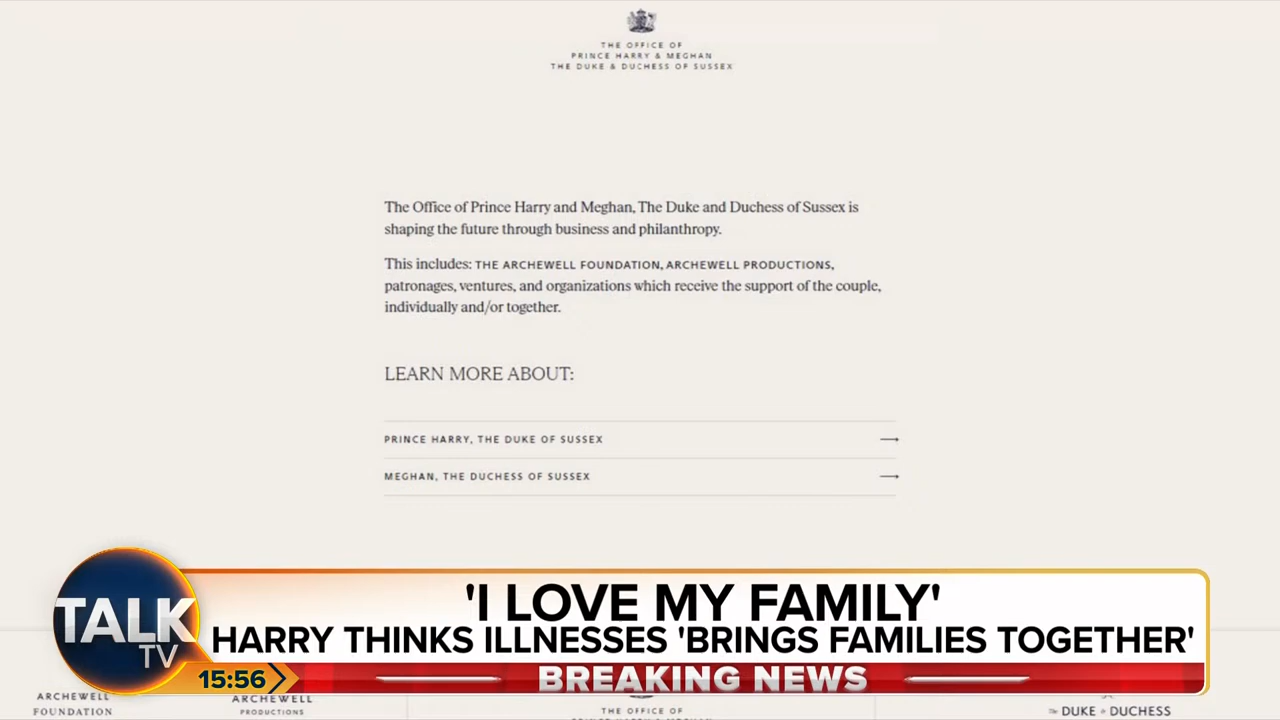 THE OFFICE OF
PRINCE HARRY & MEGHAN
THE DUKE & DUCHESS OF SUSSEX
The Office of Prince Harry and Meghan, The Duke and Duchess of Sussex is
shaping the future through business and philanthropy.
This includes: THE ARCHEWELL FOUNDATION, ARCHEWELL PRODUCTIONS,
patronages, ventures, and organizations which receive the support of the couple,
individually and/or together.
LEARN MORE ABOUT:
PRINCE HARRY, THE DUKE OF SUSSEX
MEGHAN, THE DUCHESS OF SUSSEX
'I LOVE MY FAMILY'
HARRY THINKS ILLNESSES 'BRINGS FAMILIES TOGETHER'
TALK
TV
15:56
BREAKING NEWS
ARCHEWELL
FOUNDATION
ARCHEWELL
PRODUCTIONS
THE OFFICE OF
The DUKE & DUCHESS